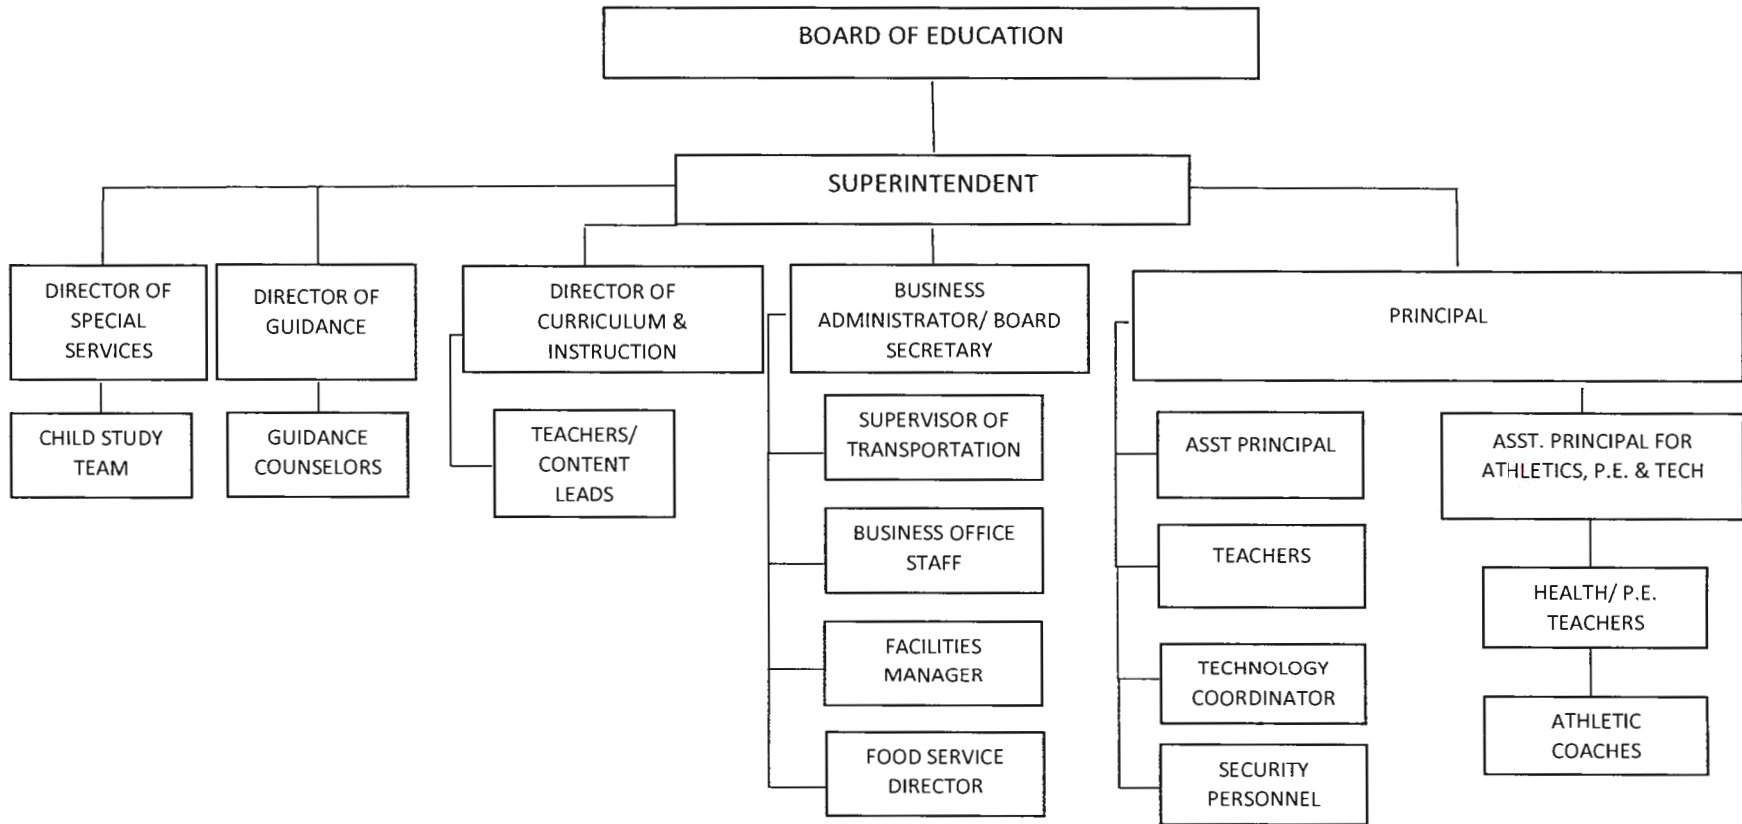 BOARD OF EDUCATION
SUPERINTENDENT
DIRECTOR OF
SPECIAL
SERVICES
DIRECTOR OF
GUIDANCE
DIRECTOR OF
CURRICULUM &
INSTRUCTION
BUSINESS
ADMINISTRATOR/ BOARD
SECRETARY
PRINCIPAL
CHILD STUDY
TEAM
GUIDANCE
COUNSELORS
TEACHERS/
CONTENT
LEADS
SUPERVISOR OF
TRANSPORTATION
BUSINESS OFFICE
STAFF
FACILITIES
MANAGER
FOOD SERVICE
DIRECTOR
ASST PRINCIPAL
TEACHERS
TECHNOLOGY
COORDINATOR
SECURITY
PERSONNEL
ASST. PRINCIPAL FOR
ATHLETICS, P.E. & TECH
HEALTH/ P.E.
TEACHERS
ATHLETIC
COACHES